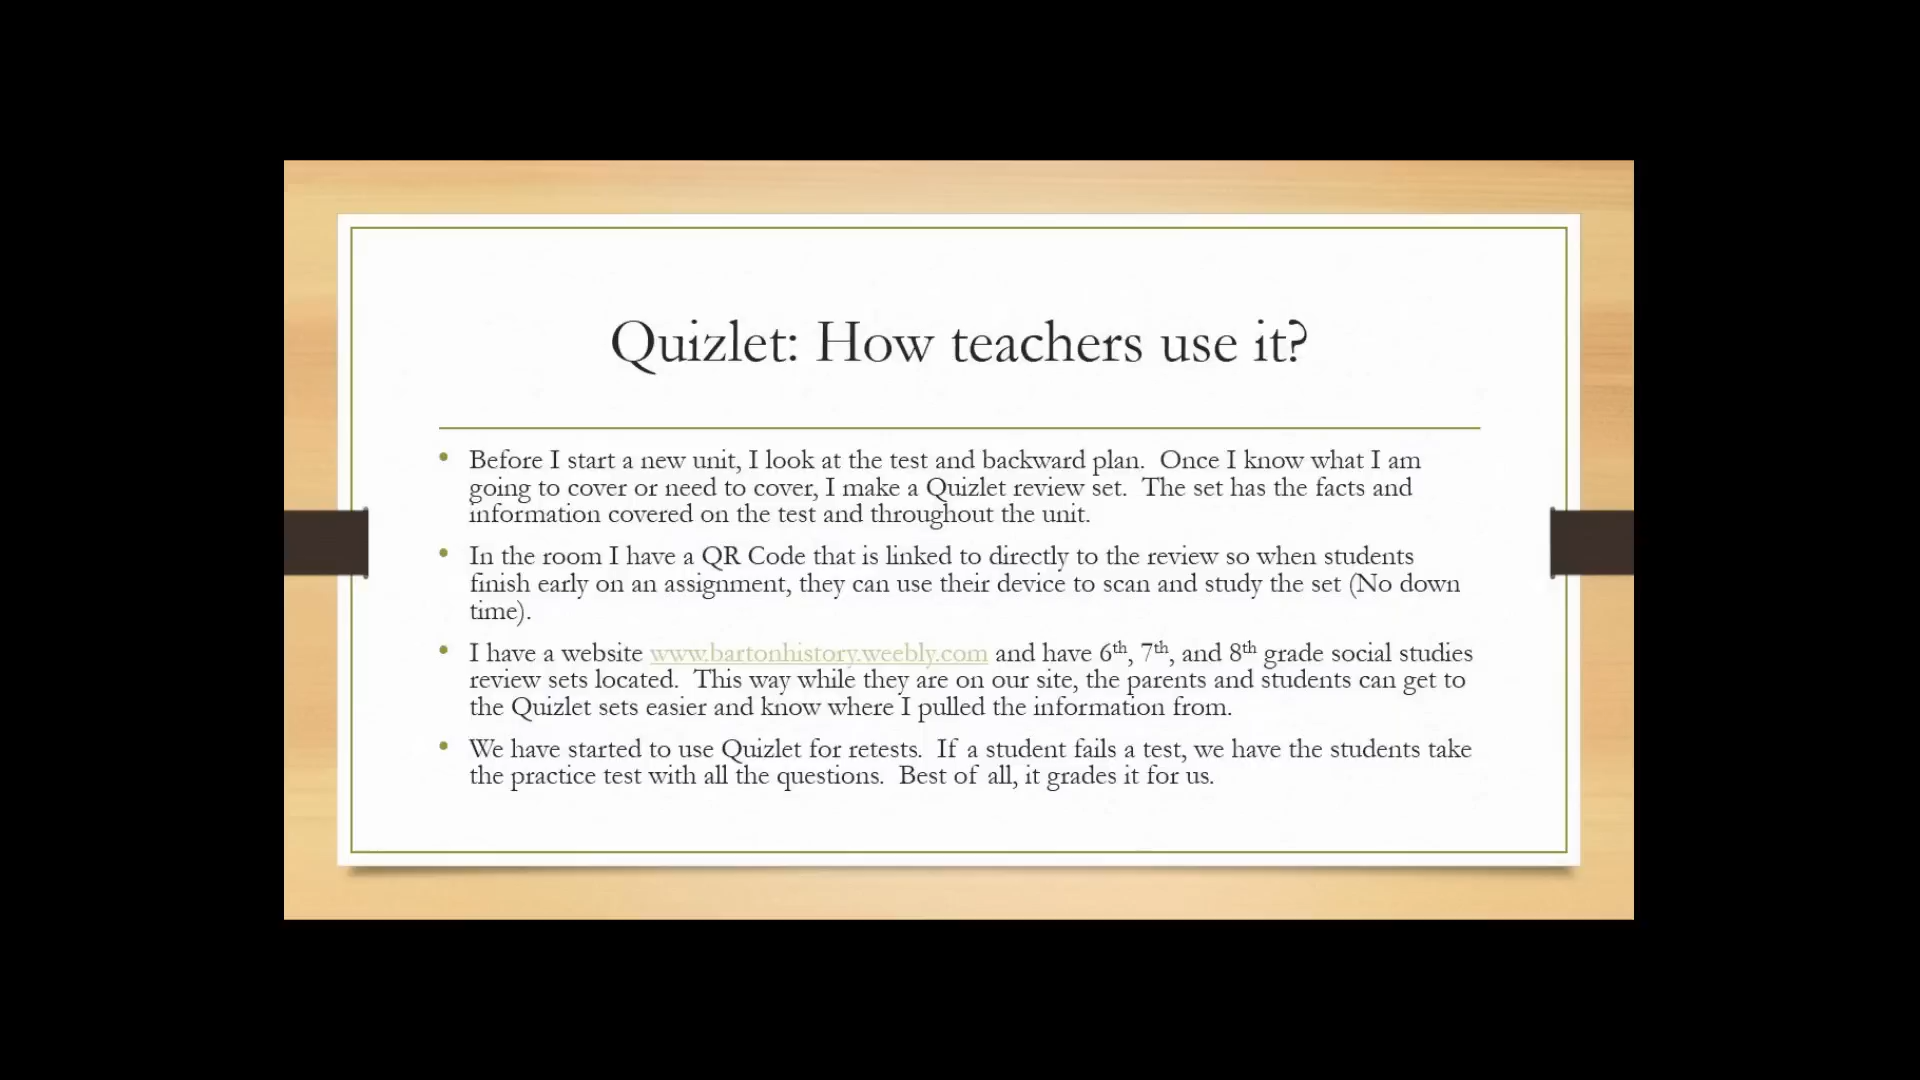 Quizlet: How teachers use it?
• Before I start a new unit, I look at the test and backward plan.  Once I know what I am
going to cover or need to cover, I make a Quizlet review set.  The set has the facts and
information covered on the test and throughout the unit.
• In the room I have a QR Code that is linked to directly to the review so when students
finish early on an assignment, they can use their device to scan and study the set (No down
time).
• I have a website www.bartonhistory.weebly.com and have 6th, 7th, and 8th grade social studies
review sets located.  This way while they are on our site, the parents and students can get to
the Quizlet sets easier and know where I pulled the information from.
• We have started to use Quizlet for retests.  If a student fails a test, we have the students take
the practice test with all the questions.  Best of all, it grades it for us.